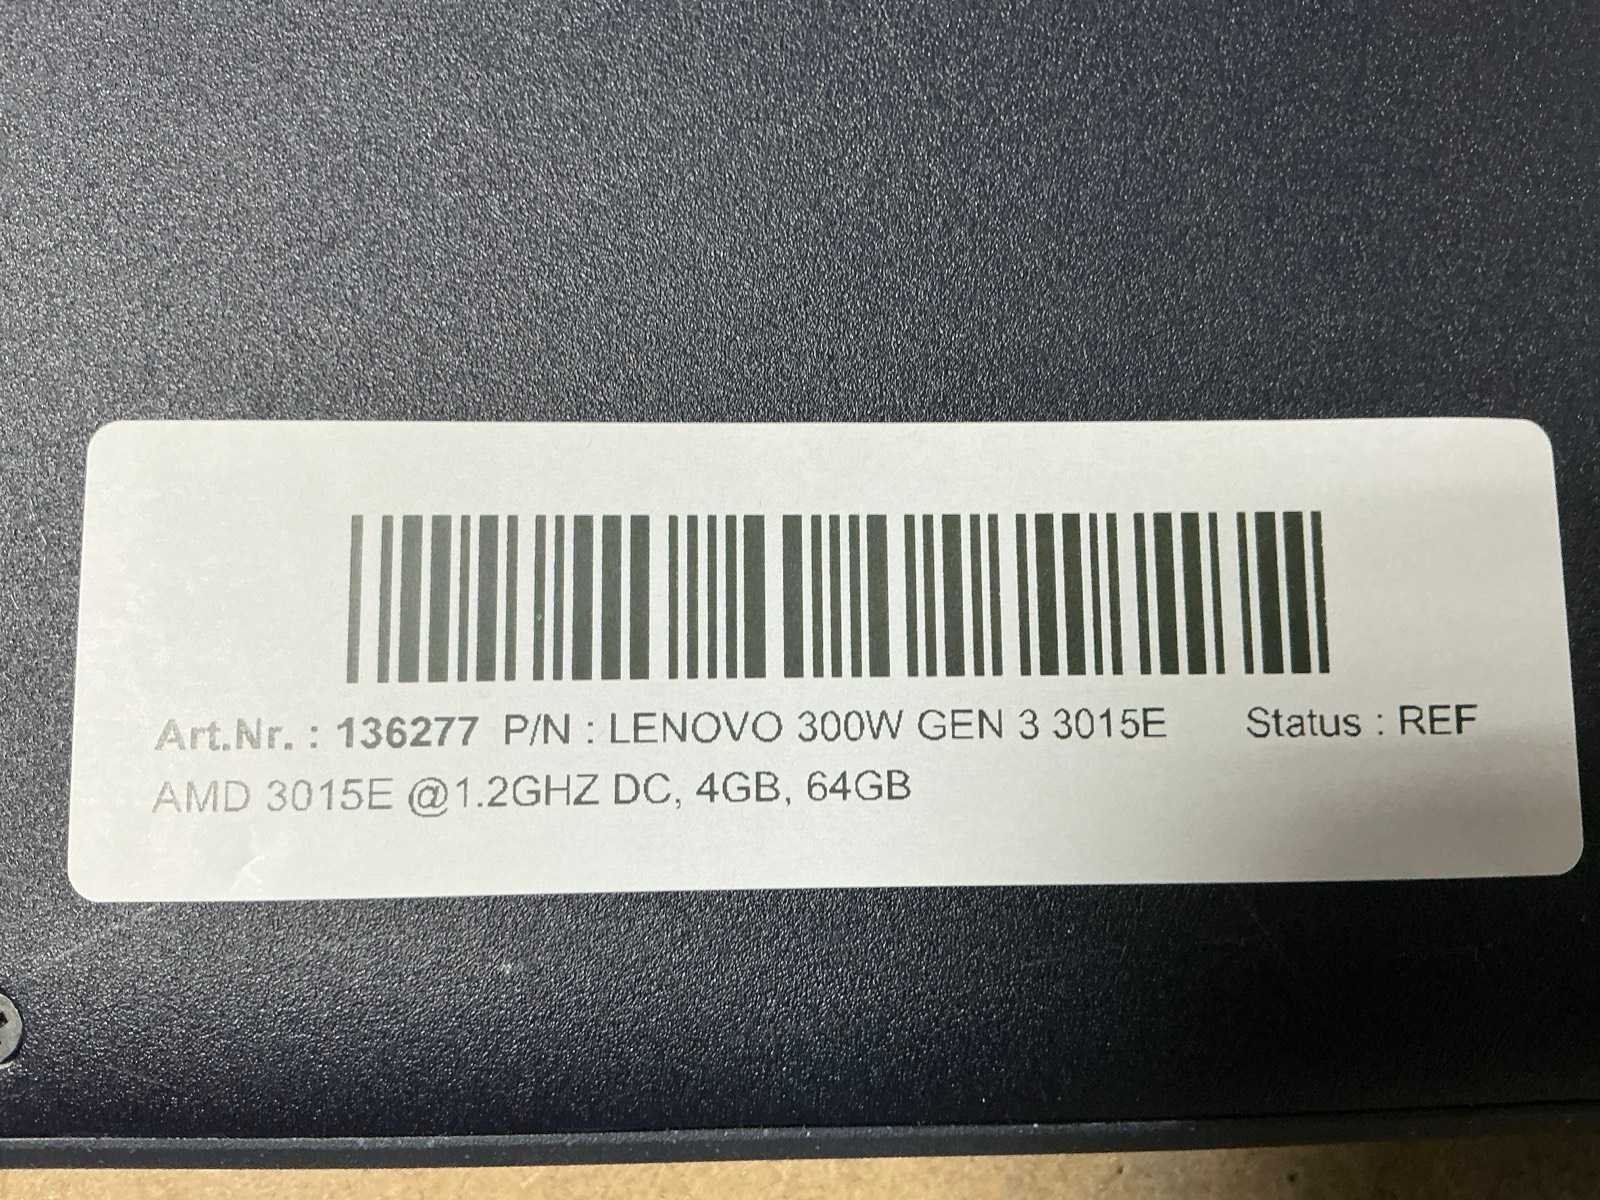 Art.Nr. : 136277 P/N : LENOVO 300W GEN 3 3015E Status : REF
AMD 3015E @1.2GHZ DC, 4GB, 64GB